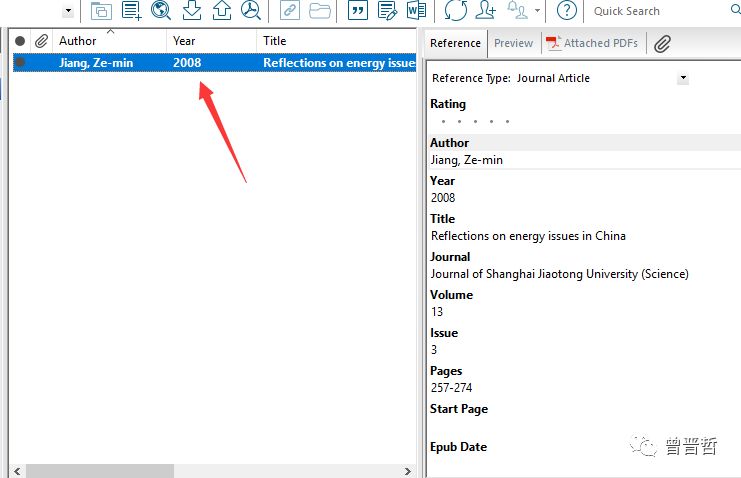 Quick Search
Author Year Title
Jiang, Ze-min 2008 Reflections on energy issues
Reference Preview Attached PDFs
Reference Type: Journal Article
Rating
Author
Jiang, Ze-min
Year
2008
Title
Reflections on energy issues in China
Journal
Journal of Shanghai Jiaotong University (Science)
Volume
13
Issue
3
Pages
257-274
Start Page
Epub Date
曾晋哲